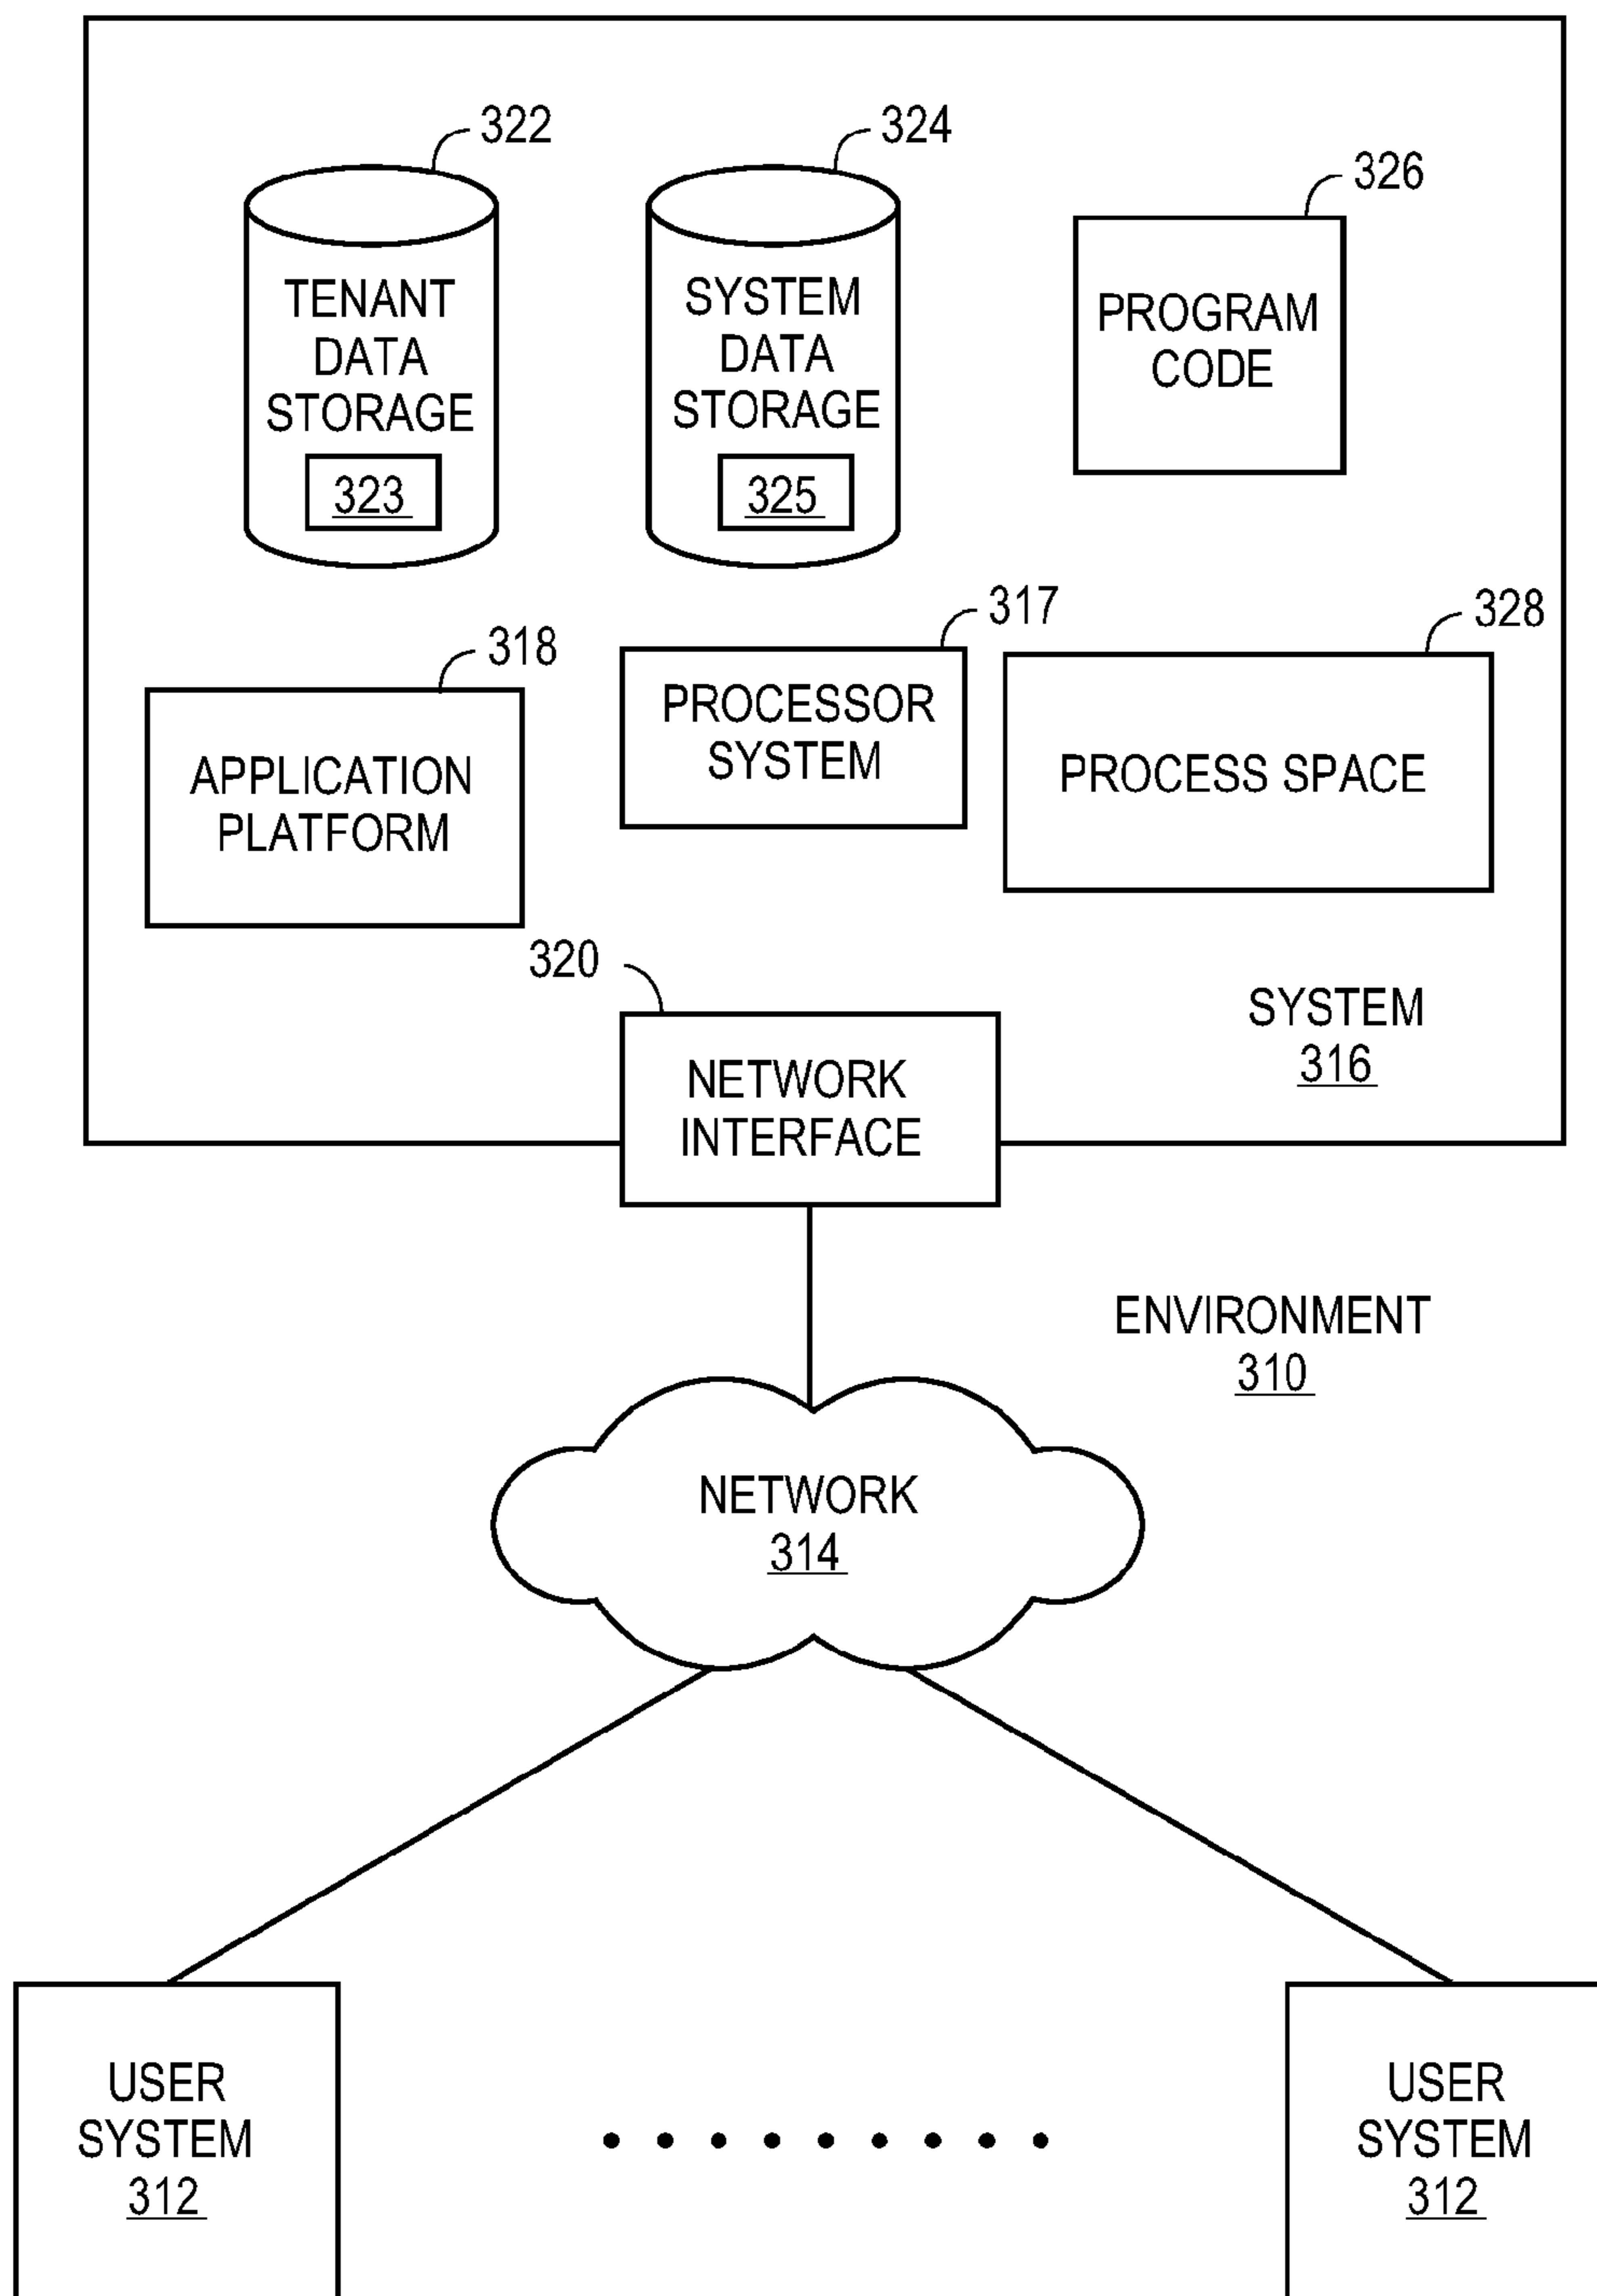 322
324
326
TENANT
DATA
STORAGE
323
SYSTEM
DATA
STORAGE
325
PROGRAM
CODE
318
317
328
APPLICATION
PLATFORM
PROCESSOR
SYSTEM
PROCESS SPACE
320
NETWORK
INTERFACE
SYSTEM
316
ENVIRONMENT
310
NETWORK
314
USER
SYSTEM
312
USER
SYSTEM
312